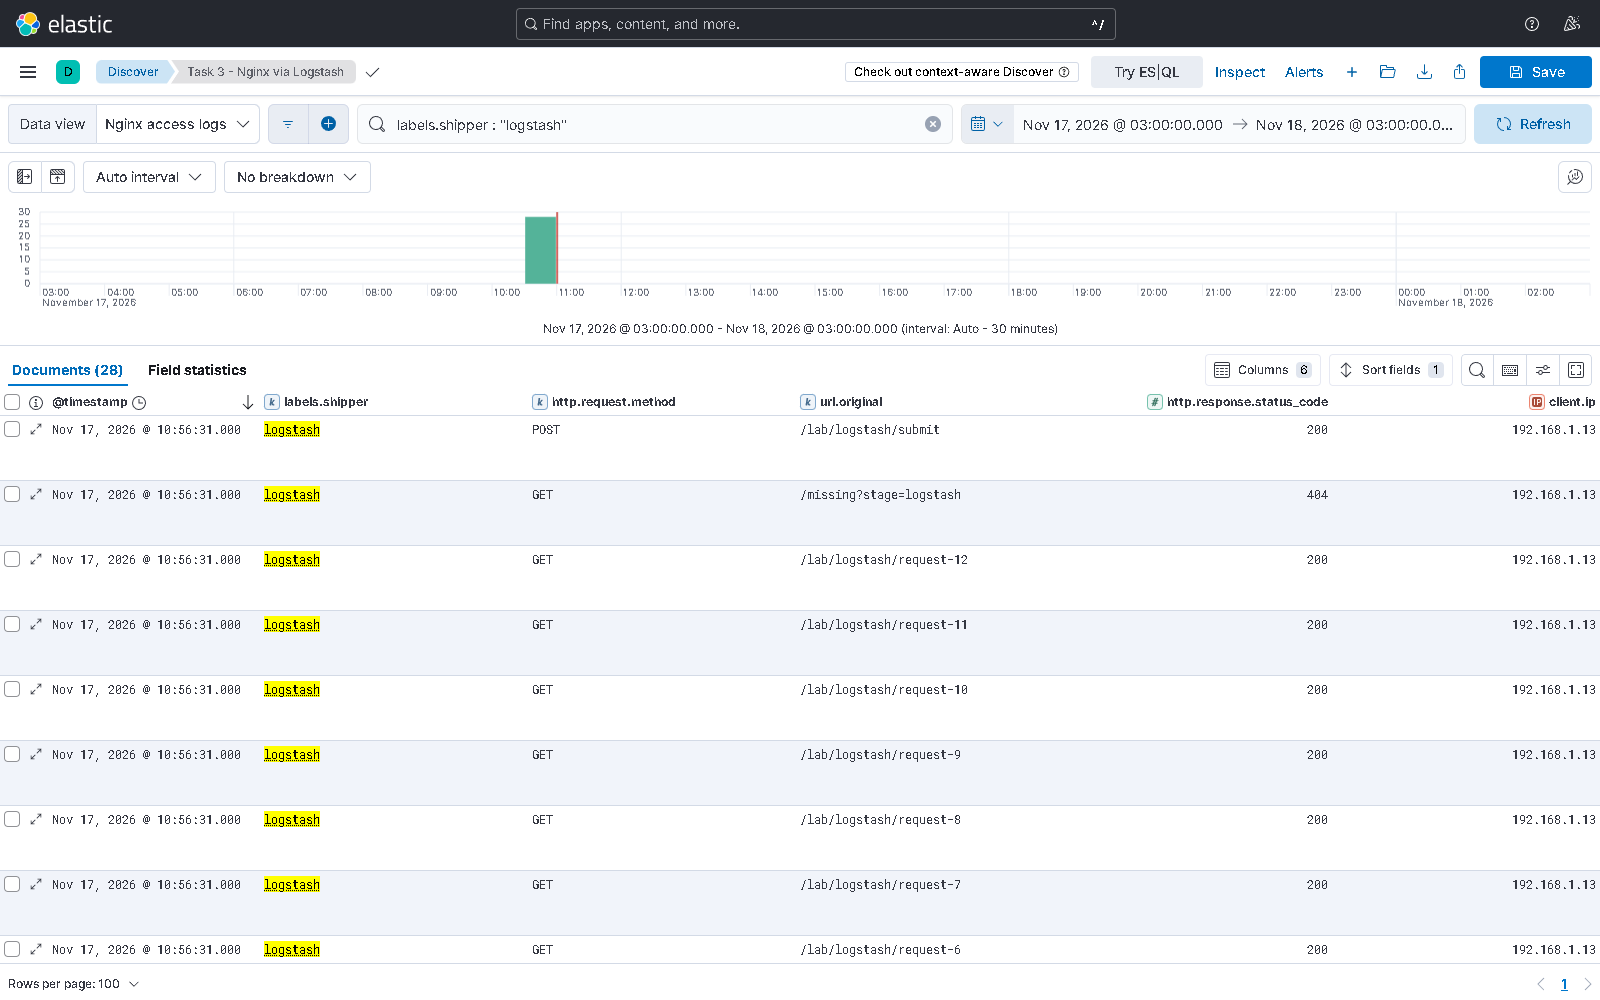 elastic
Find apps, content, and more.
^/
D
Discover
Task 3 - Nginx via Logstash
Check out context-aware Discover
Try ES|QL
Inspect
Alerts
Save
Data view
Nginx access logs
labels.shipper : "logstash"
Nov 17, 2026 @ 03:00:00.000 → Nov 18, 2026 @ 03:00:00.0...
Refresh
Auto interval
No breakdown
30
25
20
15
10
5
0
03:00 04:00 05:00 06:00 07:00 08:00 09:00 10:00 11:00 12:00 13:00 14:00 15:00 16:00 17:00 18:00 19:00 20:00 21:00 22:00 23:00 00:00 01:00 02:00
November 17, 2026 November 18, 2026
Nov 17, 2026 @ 03:00:00.000 - Nov 18, 2026 @ 03:00:00.000 (interval: Auto - 30 minutes)
Documents (28)
Field statistics
Columns 6
Sort fields 1
@timestamp k labels.shipper k http.request.method k url.original # http.response.status_code IP client.ip
Nov 17, 2026 @ 10:56:31.000 logstash POST /lab/logstash/submit 200 192.168.1.13
Nov 17, 2026 @ 10:56:31.000 logstash GET /missing?stage=logstash 404 192.168.1.13
Nov 17, 2026 @ 10:56:31.000 logstash GET /lab/logstash/request-12 200 192.168.1.13
Nov 17, 2026 @ 10:56:31.000 logstash GET /lab/logstash/request-11 200 192.168.1.13
Nov 17, 2026 @ 10:56:31.000 logstash GET /lab/logstash/request-10 200 192.168.1.13
Nov 17, 2026 @ 10:56:31.000 logstash GET /lab/logstash/request-9 200 192.168.1.13
Nov 17, 2026 @ 10:56:31.000 logstash GET /lab/logstash/request-8 200 192.168.1.13
Nov 17, 2026 @ 10:56:31.000 logstash GET /lab/logstash/request-7 200 192.168.1.13
Nov 17, 2026 @ 10:56:31.000 logstash GET /lab/logstash/request-6 200 192.168.1.13
Rows per page: 100
1